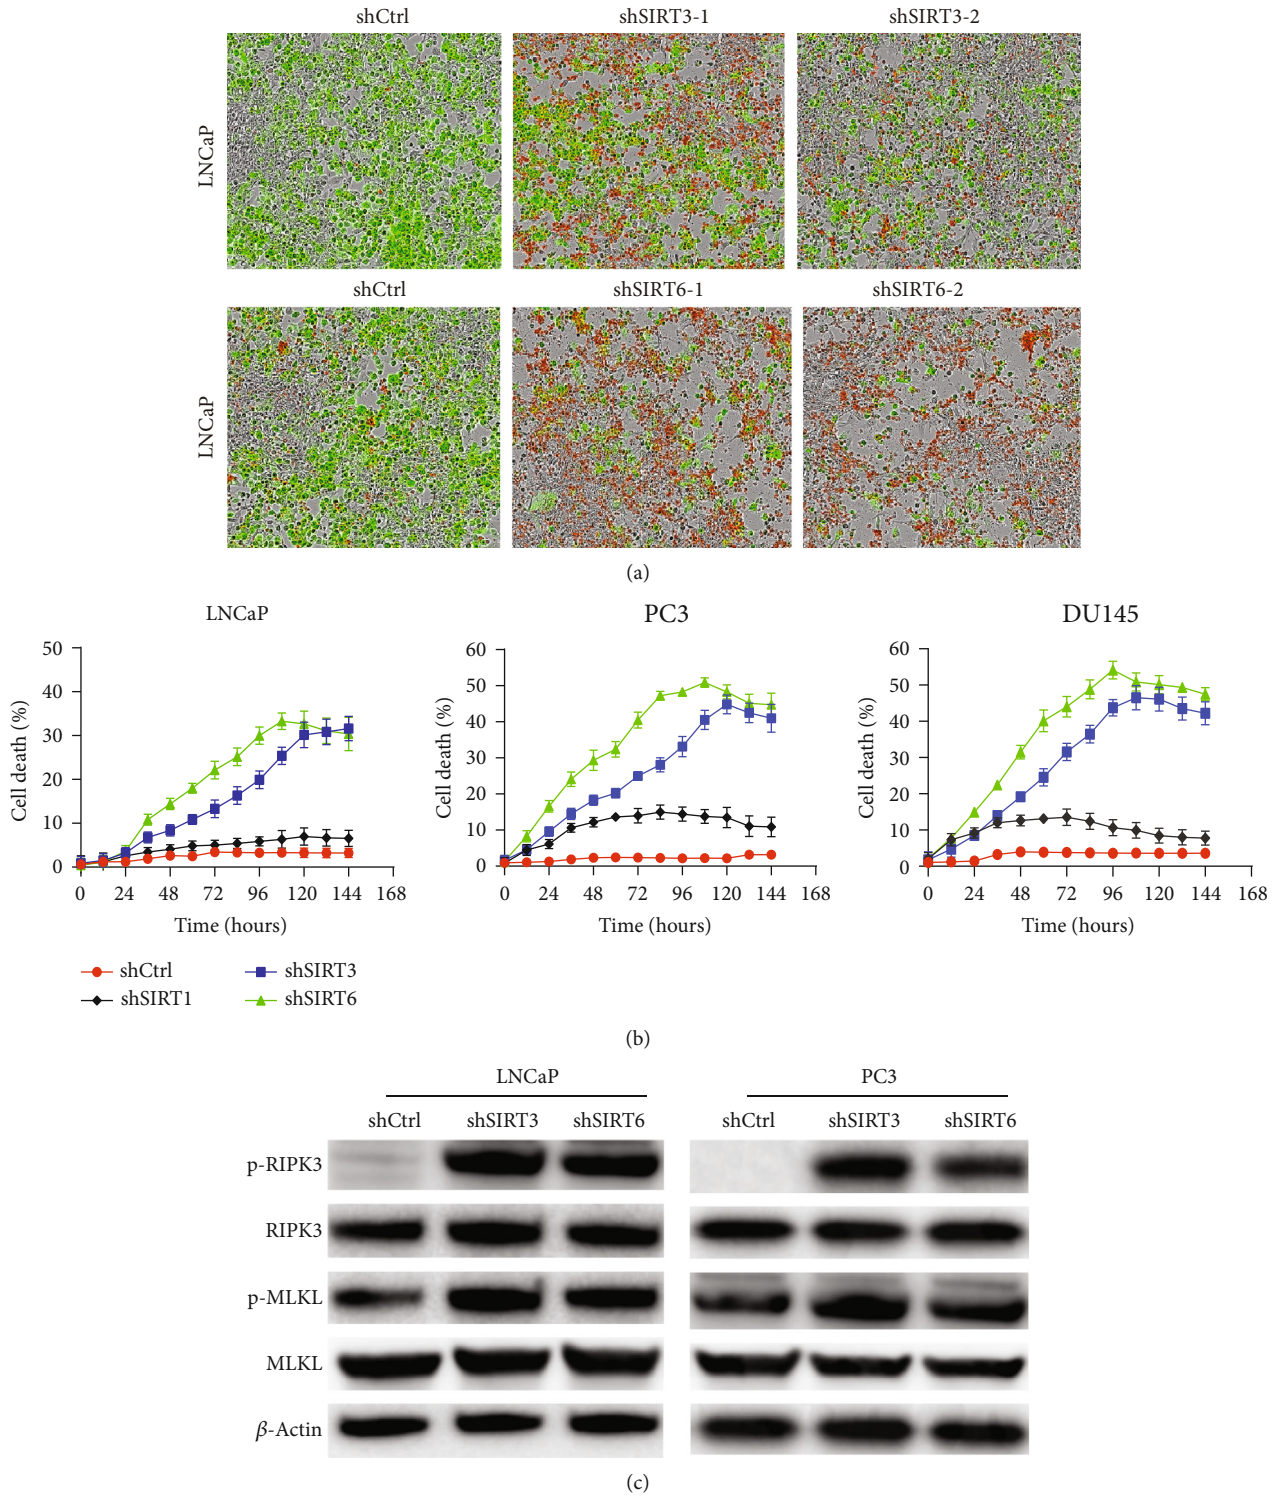 shCtrl shSIRT3-1 shSIRT3-2
LNCaP
shCtrl shSIRT6-1 shSIRT6-2
LNCaP
(a)
LNCaP
50
40
30
20
10
0
Cell death (%)
0 24 48 72 96 120 144 168
Time (hours)
PC3
60
50
40
30
20
10
0
Cell death (%)
0 24 48 72 96 120 144 168
Time (hours)
DU145
60
50
40
30
20
10
0
Cell death (%)
0 24 48 72 96 120 144 168
Time (hours)
shCtrl shSIRT3
shSIRT1 shSIRT6
(b)
LNCaP PC3
shCtrl shSIRT3 shSIRT6 shCtrl shSIRT3 shSIRT6
p-RIPK3
RIPK3
p-MLKL
MLKL
β-Actin
(c)